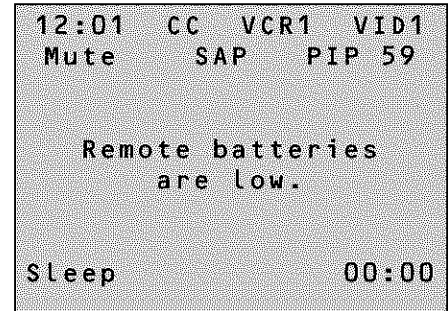 12:01 CC VCR1 VID1
Mute SAP PIP 59
Remote batteries
are low.
Sleep 00:00